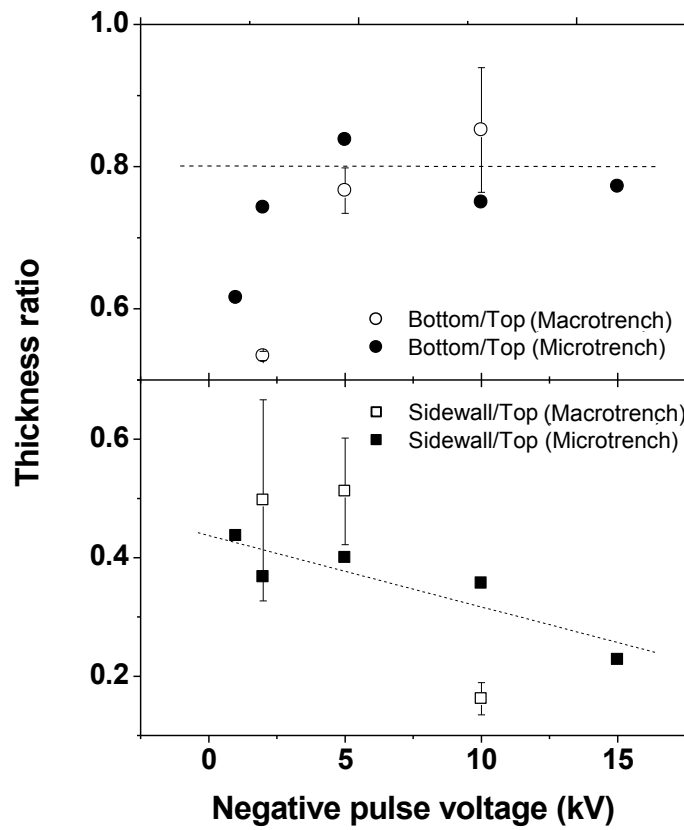 1.0
0.8
0.6
Bottom/Top (Macrotrench)
Bottom/Top (Microtrench)
Thickness ratio
Sidewall/Top (Macrotrench)
Sidewall/Top (Microtrench)
0.6
0.4
0.2
0 5 10 15
Negative pulse voltage (kV)